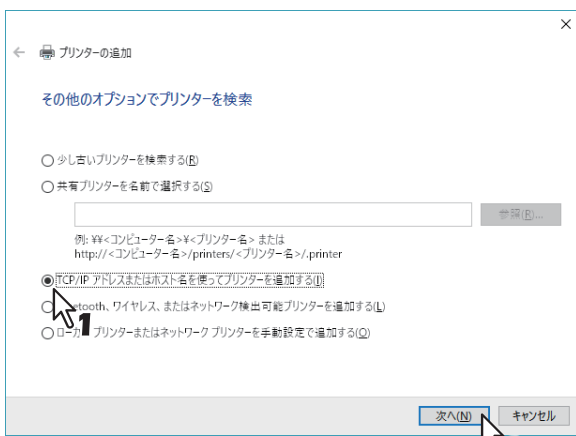 プリンターの追加
その他のオプションでプリンターを検索
少し古いプリンターを検索する(R)
共有プリンターを名前で選択する(S)
参照(R)...
例: ¥¥<コンピューター名>¥<プリンター名> または
http://<コンピューター名>/printers/<プリンター名>/.printer
TCP/IP アドレスまたはホスト名を使ってプリンターを追加する(I)
etooth、ワイヤレス、またはネットワーク検出可能プリンターを追加する(L)
1
ローカ プリンターまたはネットワーク プリンターを手動設定で追加する(O)
次へ(N)
キャンセル